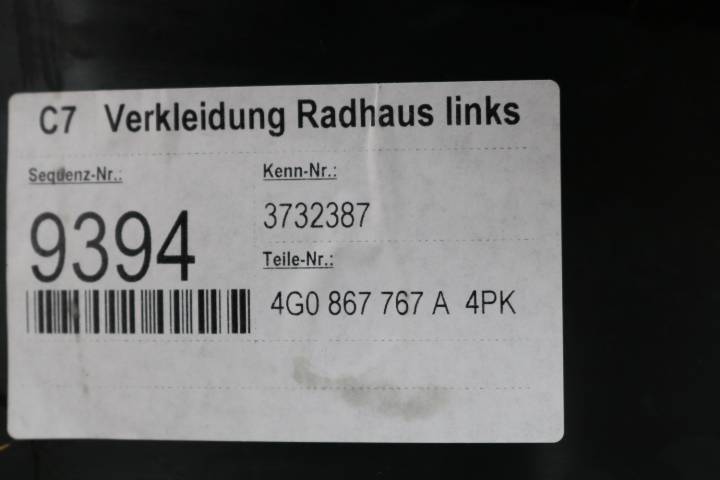 C7 Verkleidung Radhaus links
Sequenz-Nr.:
9394
Kenn-Nr.:
3732387
Teile-Nr.:
4G0 867 767 A 4PK